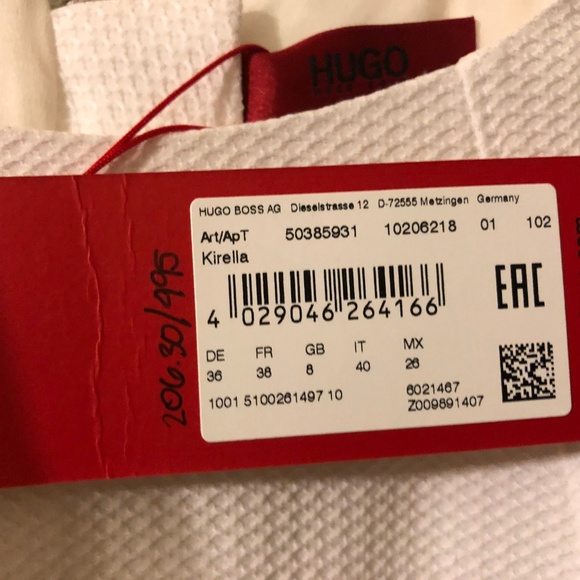 HUGO
HUGO BOSS AG Dieselstrasse 12 D-72555 Metzingen Germany
Art/ApT 50385931 10206218 01 102
Kirella
4 029046 264166
EAC
DE FR GB IT MX
36 38 8 40 26
1001 5100261497 10 6021467
Z009891407
206.30/995